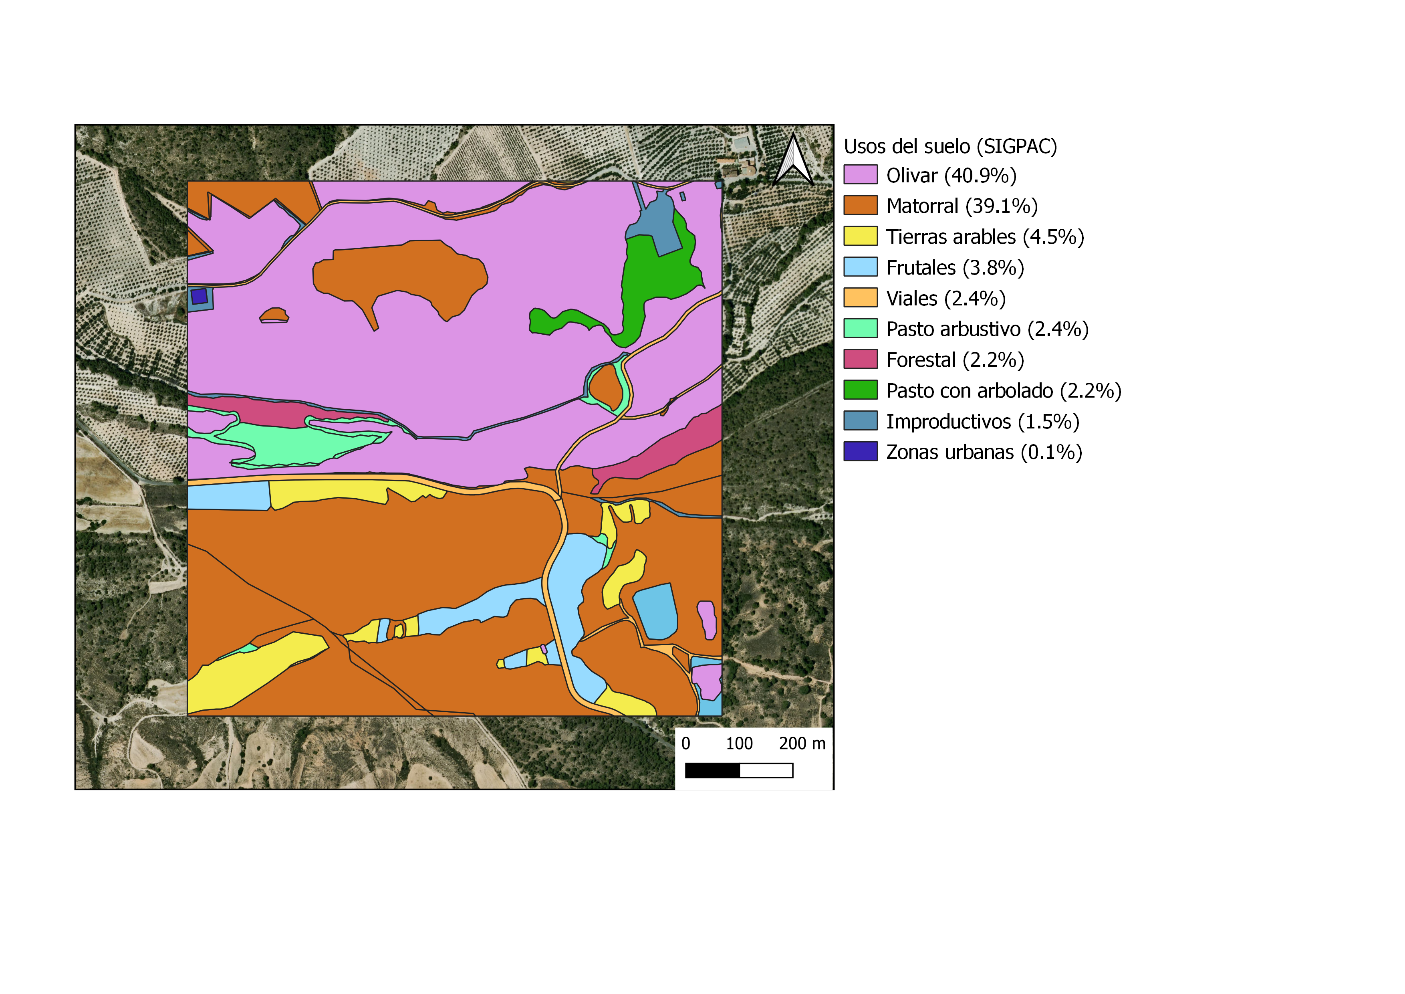 Usos del suelo (SIGPAC)
Olivar (40.9%)
Matorral (39.1%)
Tierras arables (4.5%)
Frutales (3.8%)
Viales (2.4%)
Pasto arbustivo (2.4%)
Forestal (2.2%)
Pasto con arbolado (2.2%)
Improductivos (1.5%)
Zonas urbanas (0.1%)
0 100 200 m